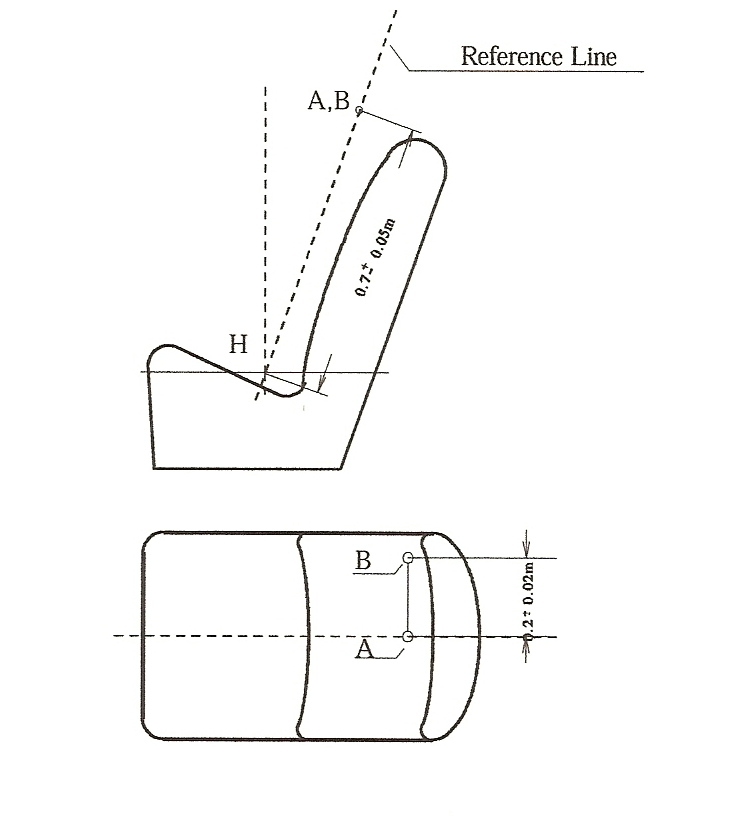 Reference Line
A,B
0.7± 0.05m
H
B
0.2± 0.02m
A